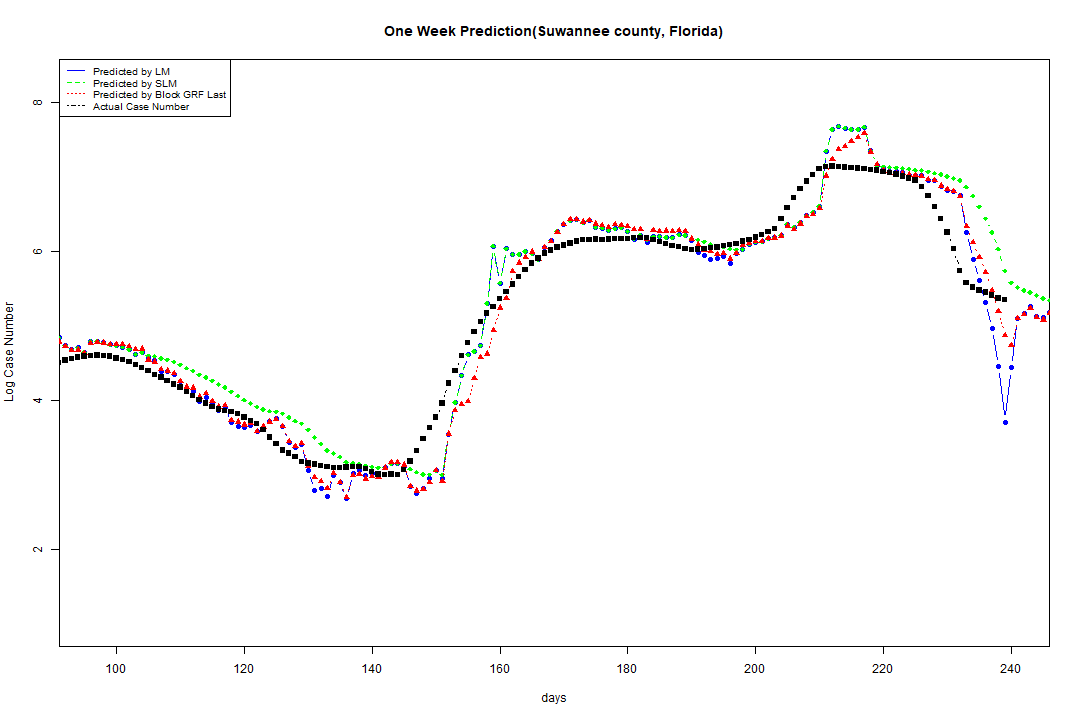 One Week Prediction(Suwannee county, Florida)
Predicted by LM
Predicted by SLM
Predicted by Block GRF Last
Actual Case Number
8
6
4
2
Log Case Number
100 120 140 160 180 200 220 240
days